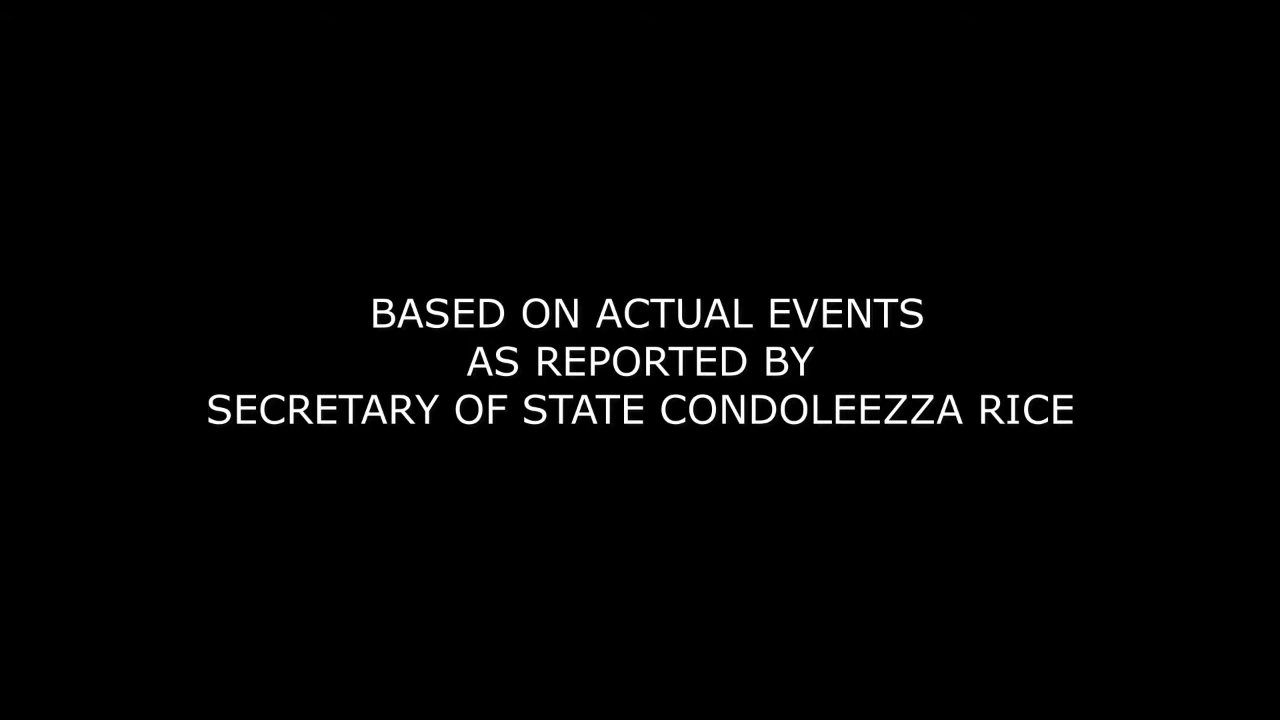 BASED ON ACTUAL EVENTS
AS REPORTED BY
SECRETARY OF STATE CONDOLEEZZA RICE